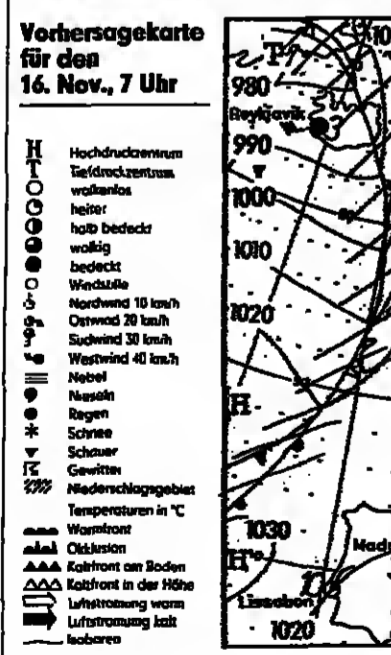 Vorhersagekarte
für den
16. Nov., 7 Uhr
H Hochdruckzentrum
T Tiefdruckzentrum
wolkenlos
heiter
halb bedeckt
wolkig
bedeckt
Windstille
Nordwind 10 km/h
Ostwind 20 km/h
Südwind 30 km/h
Westwind 40 km/h
Nebel
Nieseln
Regen
Schnee
Schauer
Gewitter
Niederschlagsgebiet
Temperaturen in °C
Warmfront
Okklusion
Kaltfront am Boden
Kaltfront in der Höhe
Luftströmung warm
Luftströmung kalt
Isobaren
T
980
Reykjavik
990
1000
1010
1020
H
1030
H
Mad
Lissabon
1020